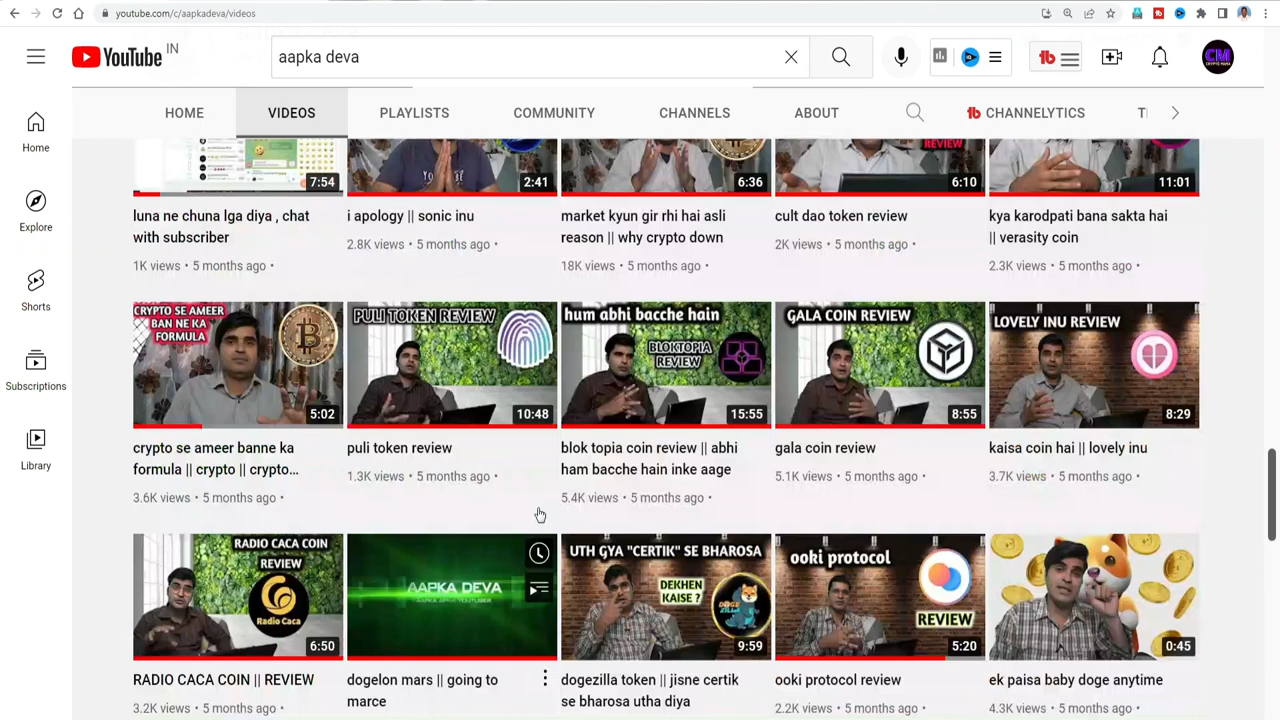 youtube.com/c/aapkadeva/videos
YouTube IN
aapka deva
HOME VIDEOS PLAYLISTS COMMUNITY CHANNELS ABOUT CHANNELYTICS
Home
Explore
Shorts
Subscriptions
Library
CM
7:54
2:41
6:36
REVIEW
6:10
11:01
luna ne chuna lga diya , chat
with subscriber
1K views • 5 months ago •
i apology || sonic inu
2.8K views • 5 months ago •
market kyun gir rhi hai asli
reason || why crypto down
18K views • 5 months ago •
cult dao token review
2K views • 5 months ago •
kya karodpati bana sakta hai
|| verasity coin
2.3K views • 5 months ago •
CRYPTO SE AMEER
BAN NE KA
FORMULA
5:02
PULI TOKEN REVIEW
10:48
hum abhi bacche hain
BLOKTOPIA
REVIEW
15:55
GALA COIN REVIEW
8:55
LOVELY INU REVIEW
8:29
crypto se ameer banne ka
formula || crypto || crypto...
3.6K views • 5 months ago •
puli token review
1.3K views • 5 months ago •
blok topia coin review || abhi
ham bacche hain inke aage
5.4K views • 5 months ago •
gala coin review
5.1K views • 5 months ago •
kaisa coin hai || lovely inu
3.7K views • 5 months ago •
RADIO CACA COIN
REVIEW
Radio Caca
6:50
AAPKA DEVA
UTH GYA "CERTIK" SE BHAROSA
DEKHEN
KAISE ?
DOGE
ZILLA
9:59
ooki protocol
REVIEW
5:20
0:45
RADIO CACA COIN || REVIEW
3.2K views • 5 months ago •
dogelon mars || going to
marce
dogezilla token || jisne certik
se bharosa utha diya
ooki protocol review
2.2K views • 5 months ago •
ek paisa baby doge anytime
4.3K views • 5 months ago •